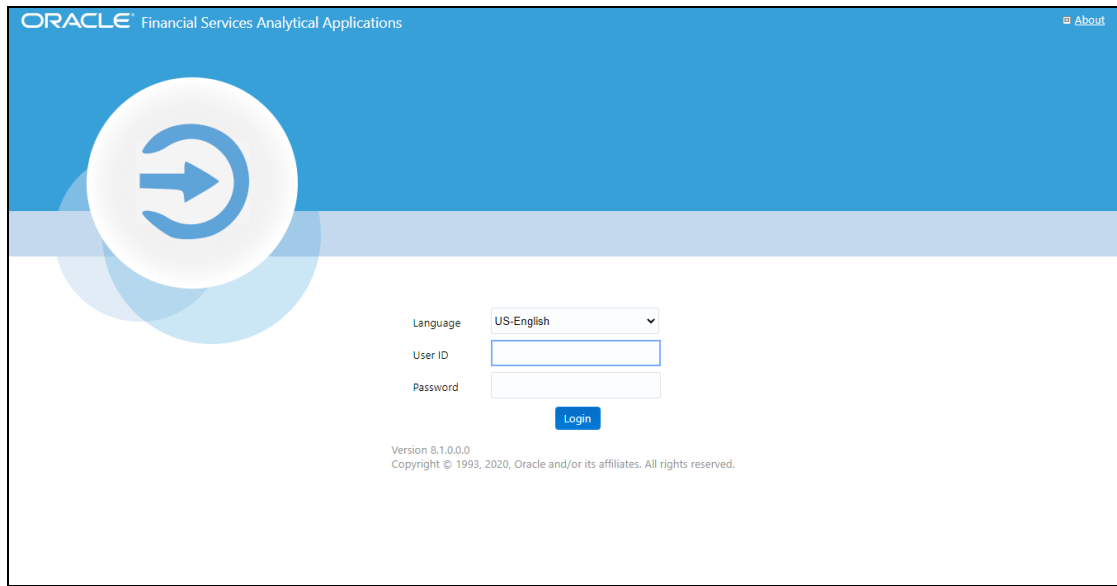 ORACLE® Financial Services Analytical Applications
About
Language US-English
User ID
Password
Login
Version 8.1.0.0.0
Copyright © 1993, 2020, Oracle and/or its affiliates. All rights reserved.